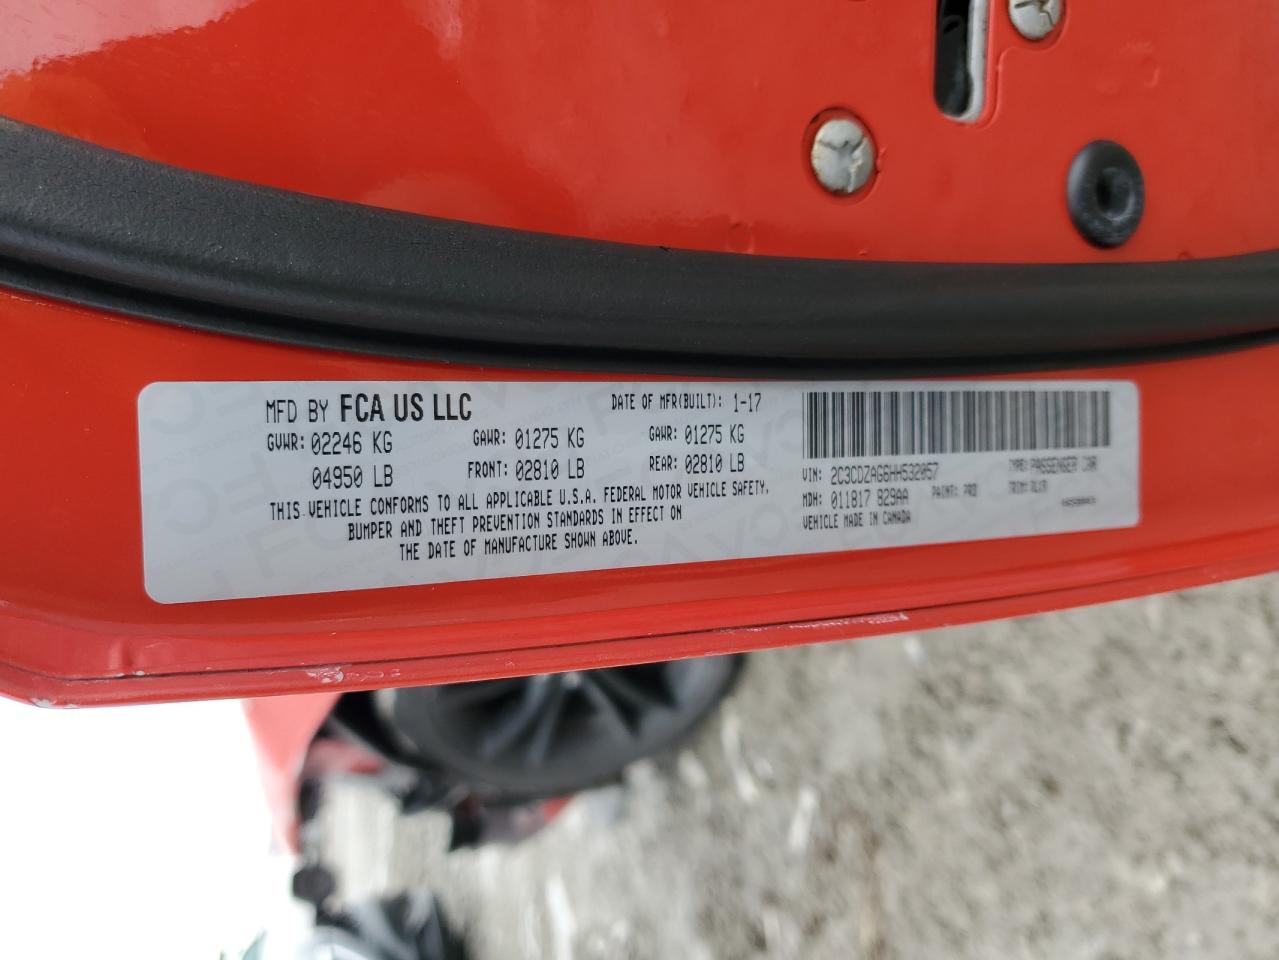 MFD BY FCA US LLC DATE OF MFR(BUILT): 1-17
GVWR: 02246 KG GAWR: 01275 KG GAWR: 01275 KG
04950 LB FRONT: 02810 LB REAR: 02810 LB
THIS VEHICLE CONFORMS TO ALL APPLICABLE U.S.A. FEDERAL MOTOR VEHICLE SAFETY,
BUMPER AND THEFT PREVENTION STANDARDS IN EFFECT ON
THE DATE OF MANUFACTURE SHOWN ABOVE.
VIN: 2C3CDZAG6HH532057 TYPE: PASSENGER CAR
MDH: 011817 829AA PAINT: TRIM:
VEHICLE MADE IN CANADA